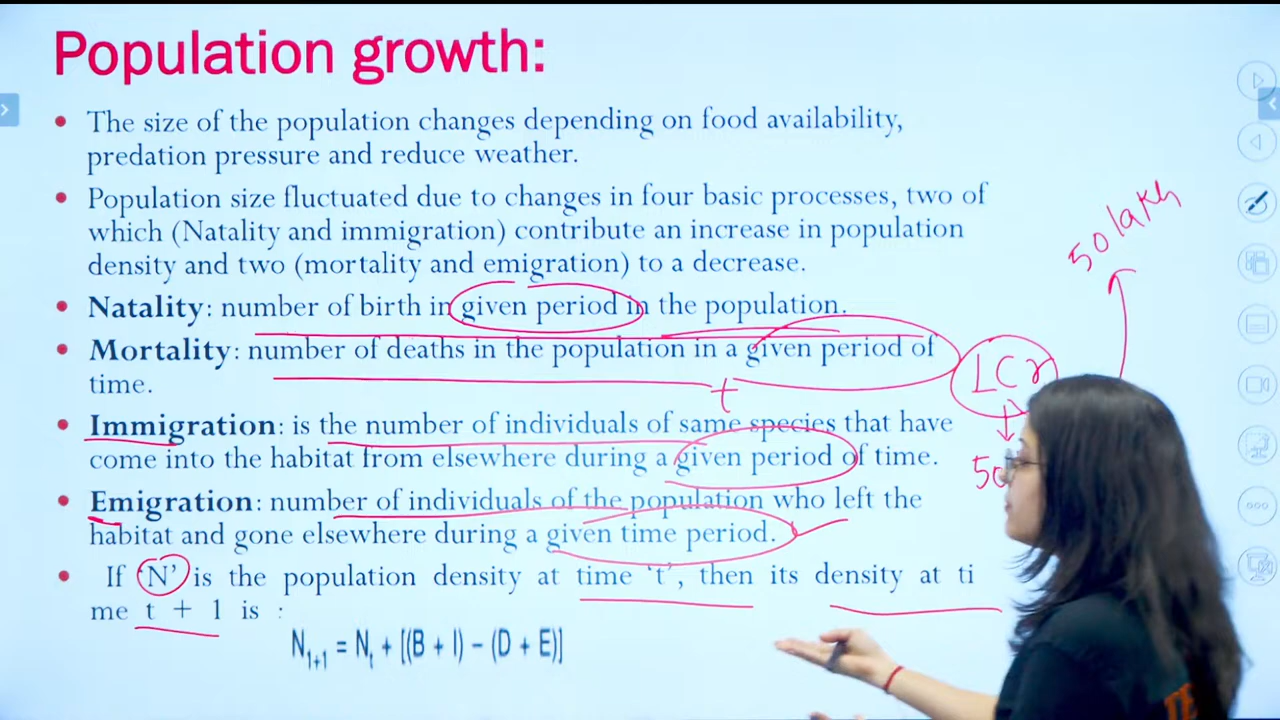 Population growth:
• The size of the population changes depending on food availability,
predation pressure and reduce weather.
• Population size fluctuated due to changes in four basic processes, two of
which (Natality and immigration) contribute an increase in population
density and two (mortality and emigration) to a decrease.
• Natality: number of birth in given period in the population.
• Mortality: number of deaths in the population in a given period of
time.
• Immigration: is the number of individuals of same species that have
come into the habitat from elsewhere during a given period of time.
• Emigration: number of individuals of the population who left the
habitat and gone elsewhere during a given time period.
• If 'N' is the population density at time 't', then its density at ti
me t + 1 is :
N1+1 = Nt + [(B + I) – (D + E)]
+
50 lakh
50